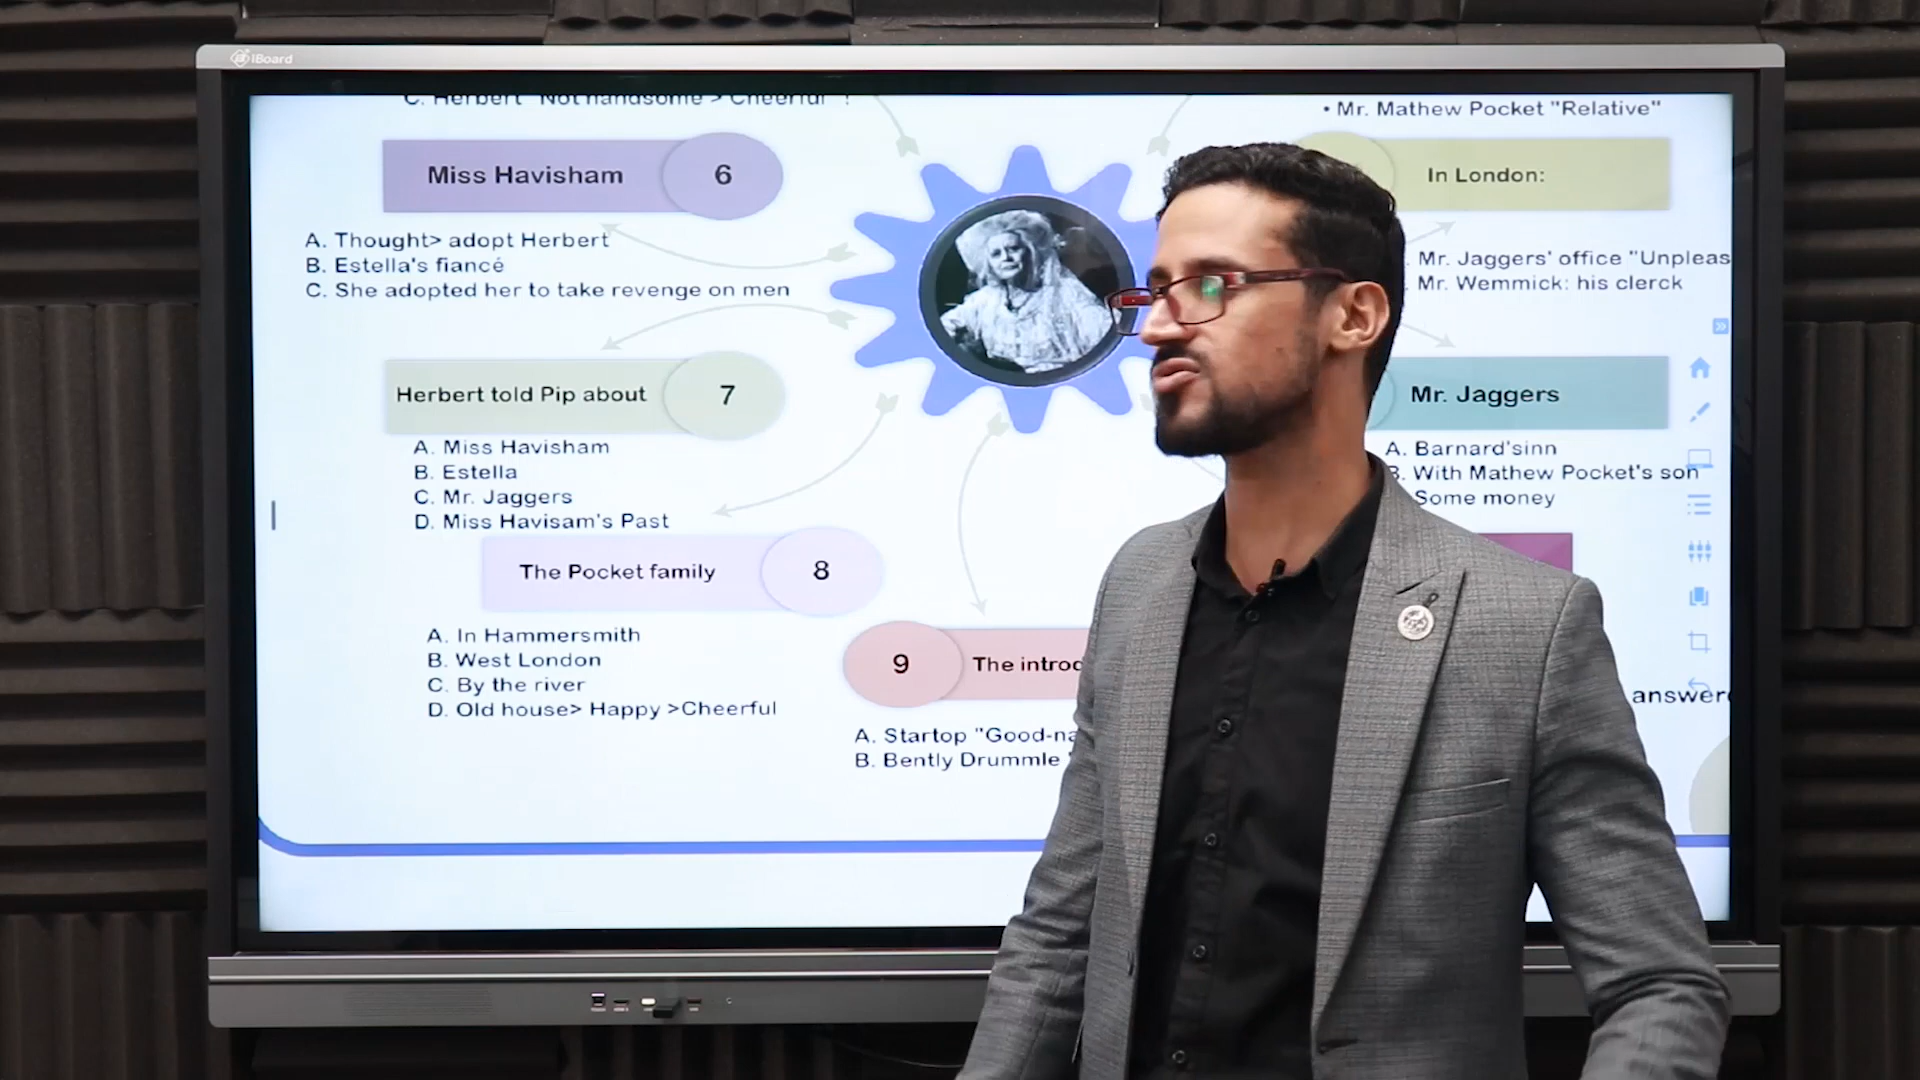 IBoard
C. Herbert "Not handsome > Cheerful" !
Miss Havisham
6
A. Thought> adopt Herbert
B. Estella's fiancé
C. She adopted her to take revenge on men
Herbert told Pip about
7
A. Miss Havisham
B. Estella
C. Mr. Jaggers
D. Miss Havisam's Past
The Pocket family
8
A. In Hammersmith
B. West London
C. By the river
D. Old house> Happy >Cheerful
9
The introd
A. Startop "Good-na
B. Bently Drummle
• Mr. Mathew Pocket "Relative"
In London:
Mr. Jaggers' office "Unpleas
Mr. Wemmick: his clerck
Mr. Jaggers
A. Barnard'sinn
B. With Mathew Pocket's son
Some money
answer